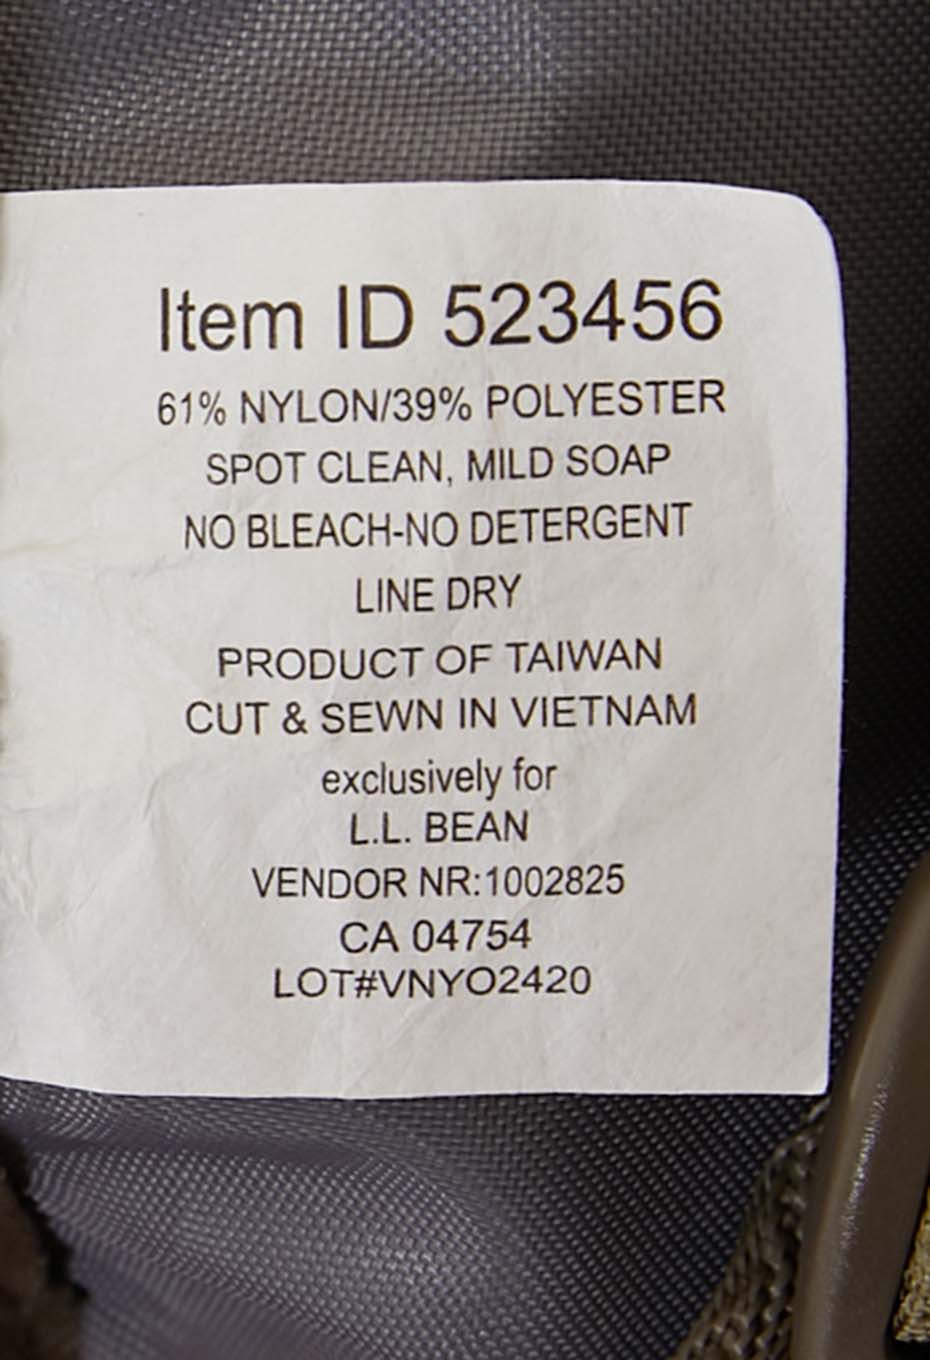 Item ID 523456
61% NYLON/39% POLYESTER
SPOT CLEAN, MILD SOAP
NO BLEACH-NO DETERGENT
LINE DRY
PRODUCT OF TAIWAN
CUT & SEWN IN VIETNAM
exclusively for
L.L. BEAN
VENDOR NR:1002825
CA 04754
LOT#VNYO2420